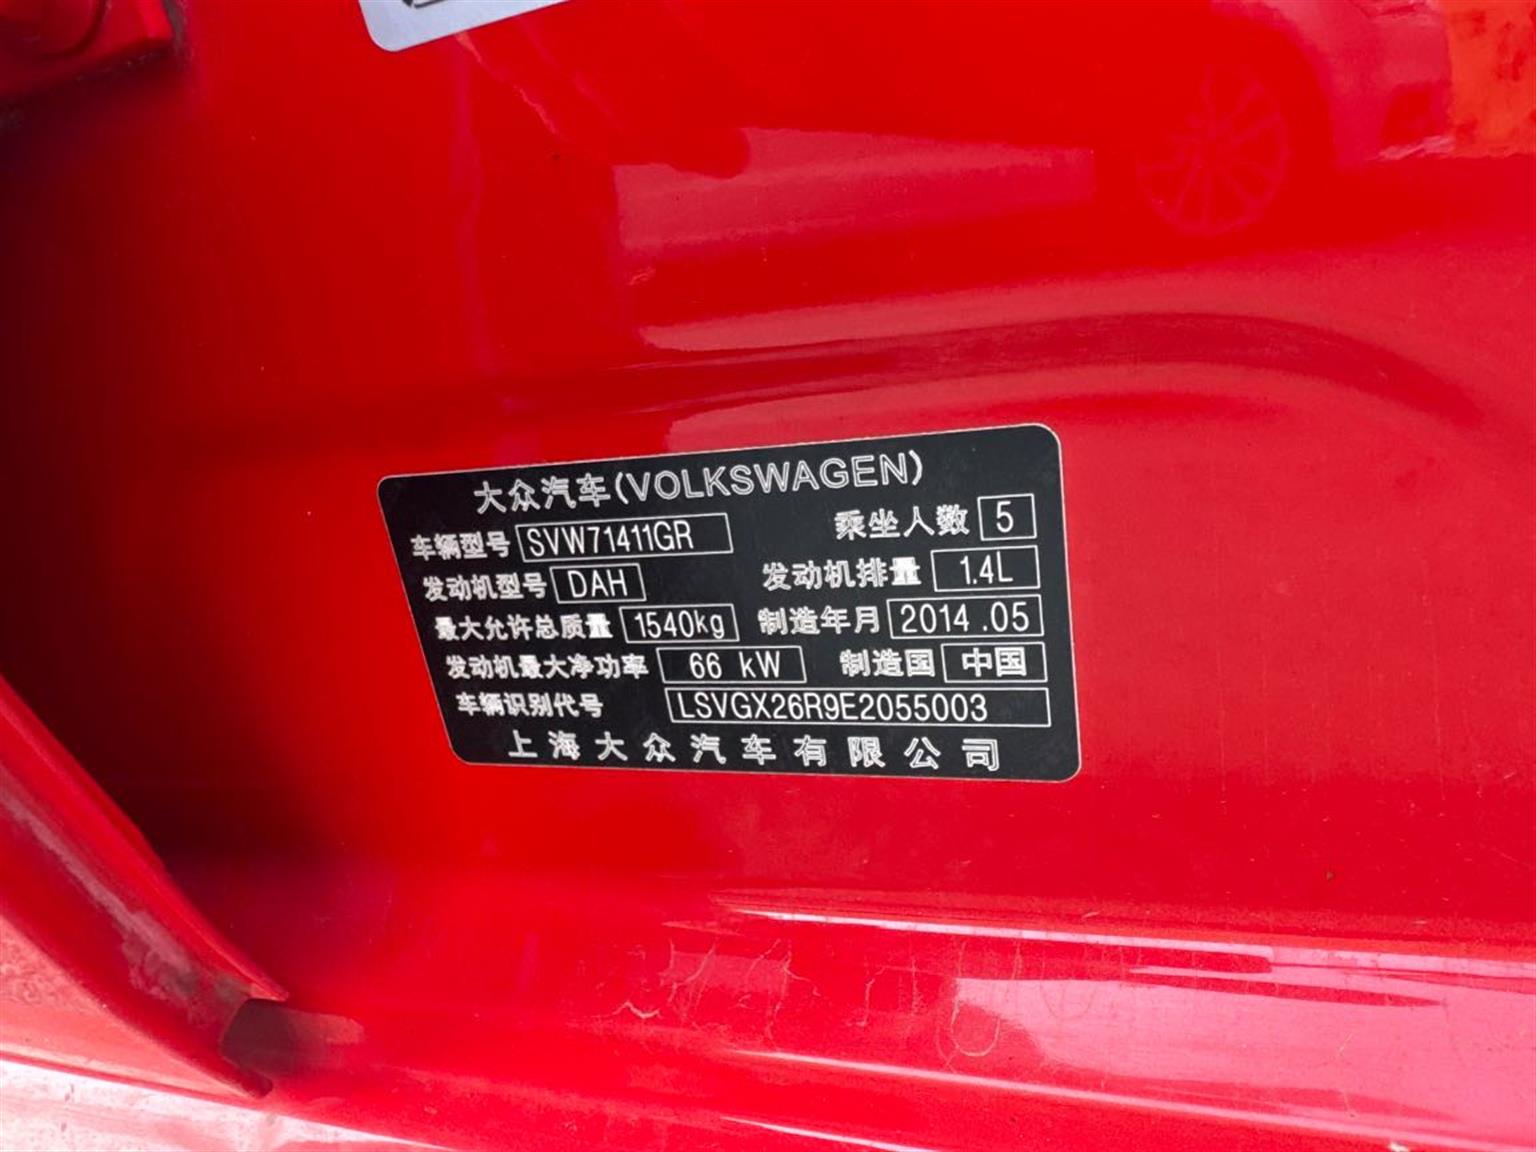 大众汽车(VOLKSWAGEN)
车辆型号 SVW71411GR 乘坐人数 5
发动机型号 DAH 发动机排量 1.4L
最大允许总质量 1540kg 制造年月 2014.05
发动机最大净功率 66 kW 制造国 中国
车辆识别代号 LSVGX26R9E2055003
上海大众汽车有限公司